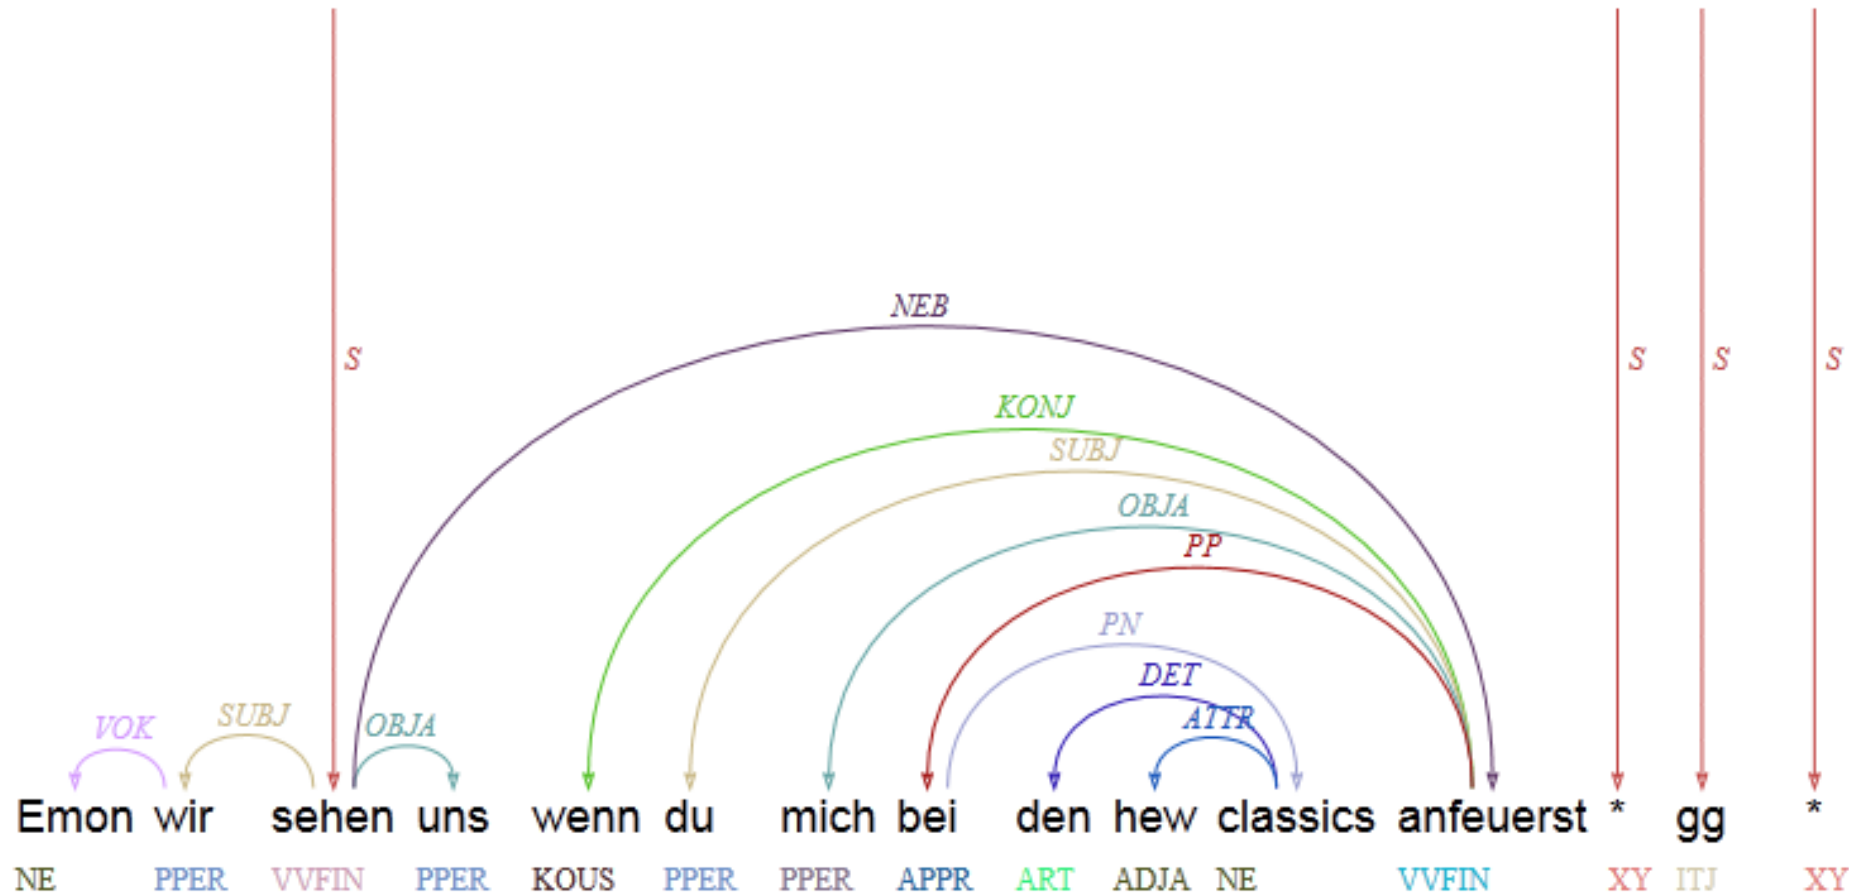 NEB
S S S S
KONJ
SUBJ
OBJA
PP
PN
DET
VOK SUBJ OBJA ATTR
Emon wir sehen uns wenn du mich bei den hew classics anfeuerst * gg *
NE PPER VVFIN PPER KOUS PPER PPER APPR ART ADJA NE VVFIN XY ITJ XY